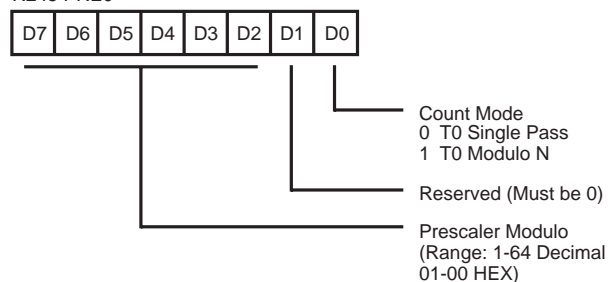 D7 D6 D5 D4 D3 D2 D1 D0
Count Mode
0 T0 Single Pass
1 T0 Modulo N
Reserved (Must be 0)
Prescaler Modulo
(Range: 1-64 Decimal
01-00 HEX)